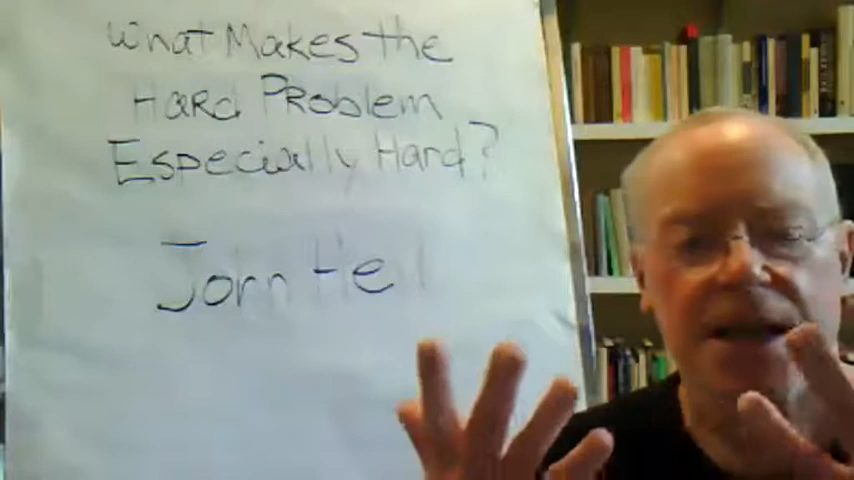 What Makes the
Hard Problem
Especially Hard?
John Heil